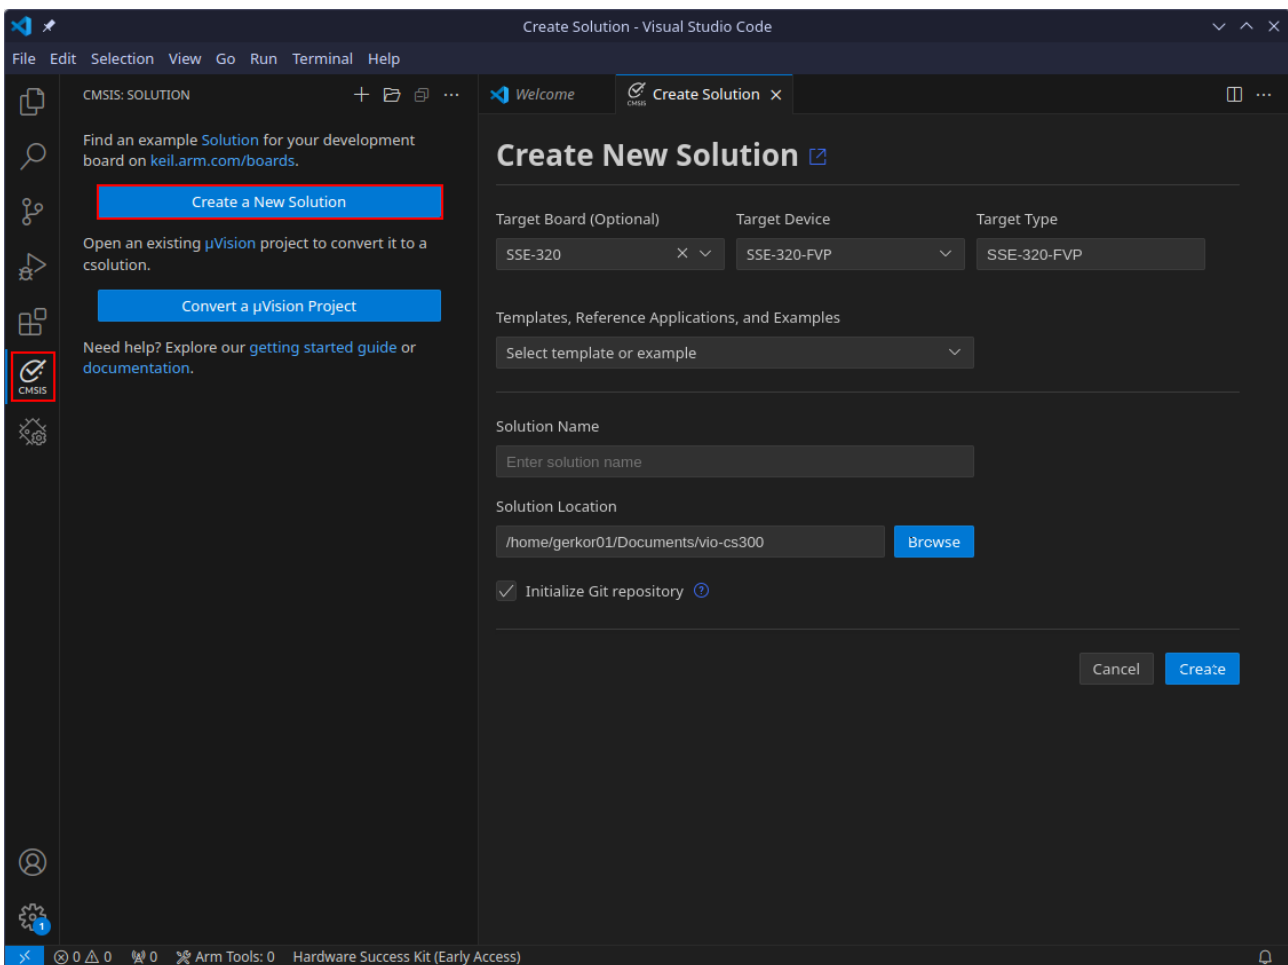 Create Solution - Visual Studio Code
File Edit Selection View Go Run Terminal Help
CMSIS: SOLUTION
Welcome
CMSIS Create Solution
Find an example Solution for your development
board on keil.arm.com/boards.
Create a New Solution
Open an existing µVision project to convert it to a
csolution.
Convert a µVision Project
Need help? Explore our getting started guide or
documentation.
CMSIS
Create New Solution
Target Board (Optional) Target Device Target Type
SSE-320 SSE-320-FVP SSE-320-FVP
Templates, Reference Applications, and Examples
Select template or example
Solution Name
Enter solution name
Solution Location
/home/gerkor01/Documents/vio-cs300 Browse
Initialize Git repository
Cancel Create
1
0 0 0 Arm Tools: 0 Hardware Success Kit (Early Access)